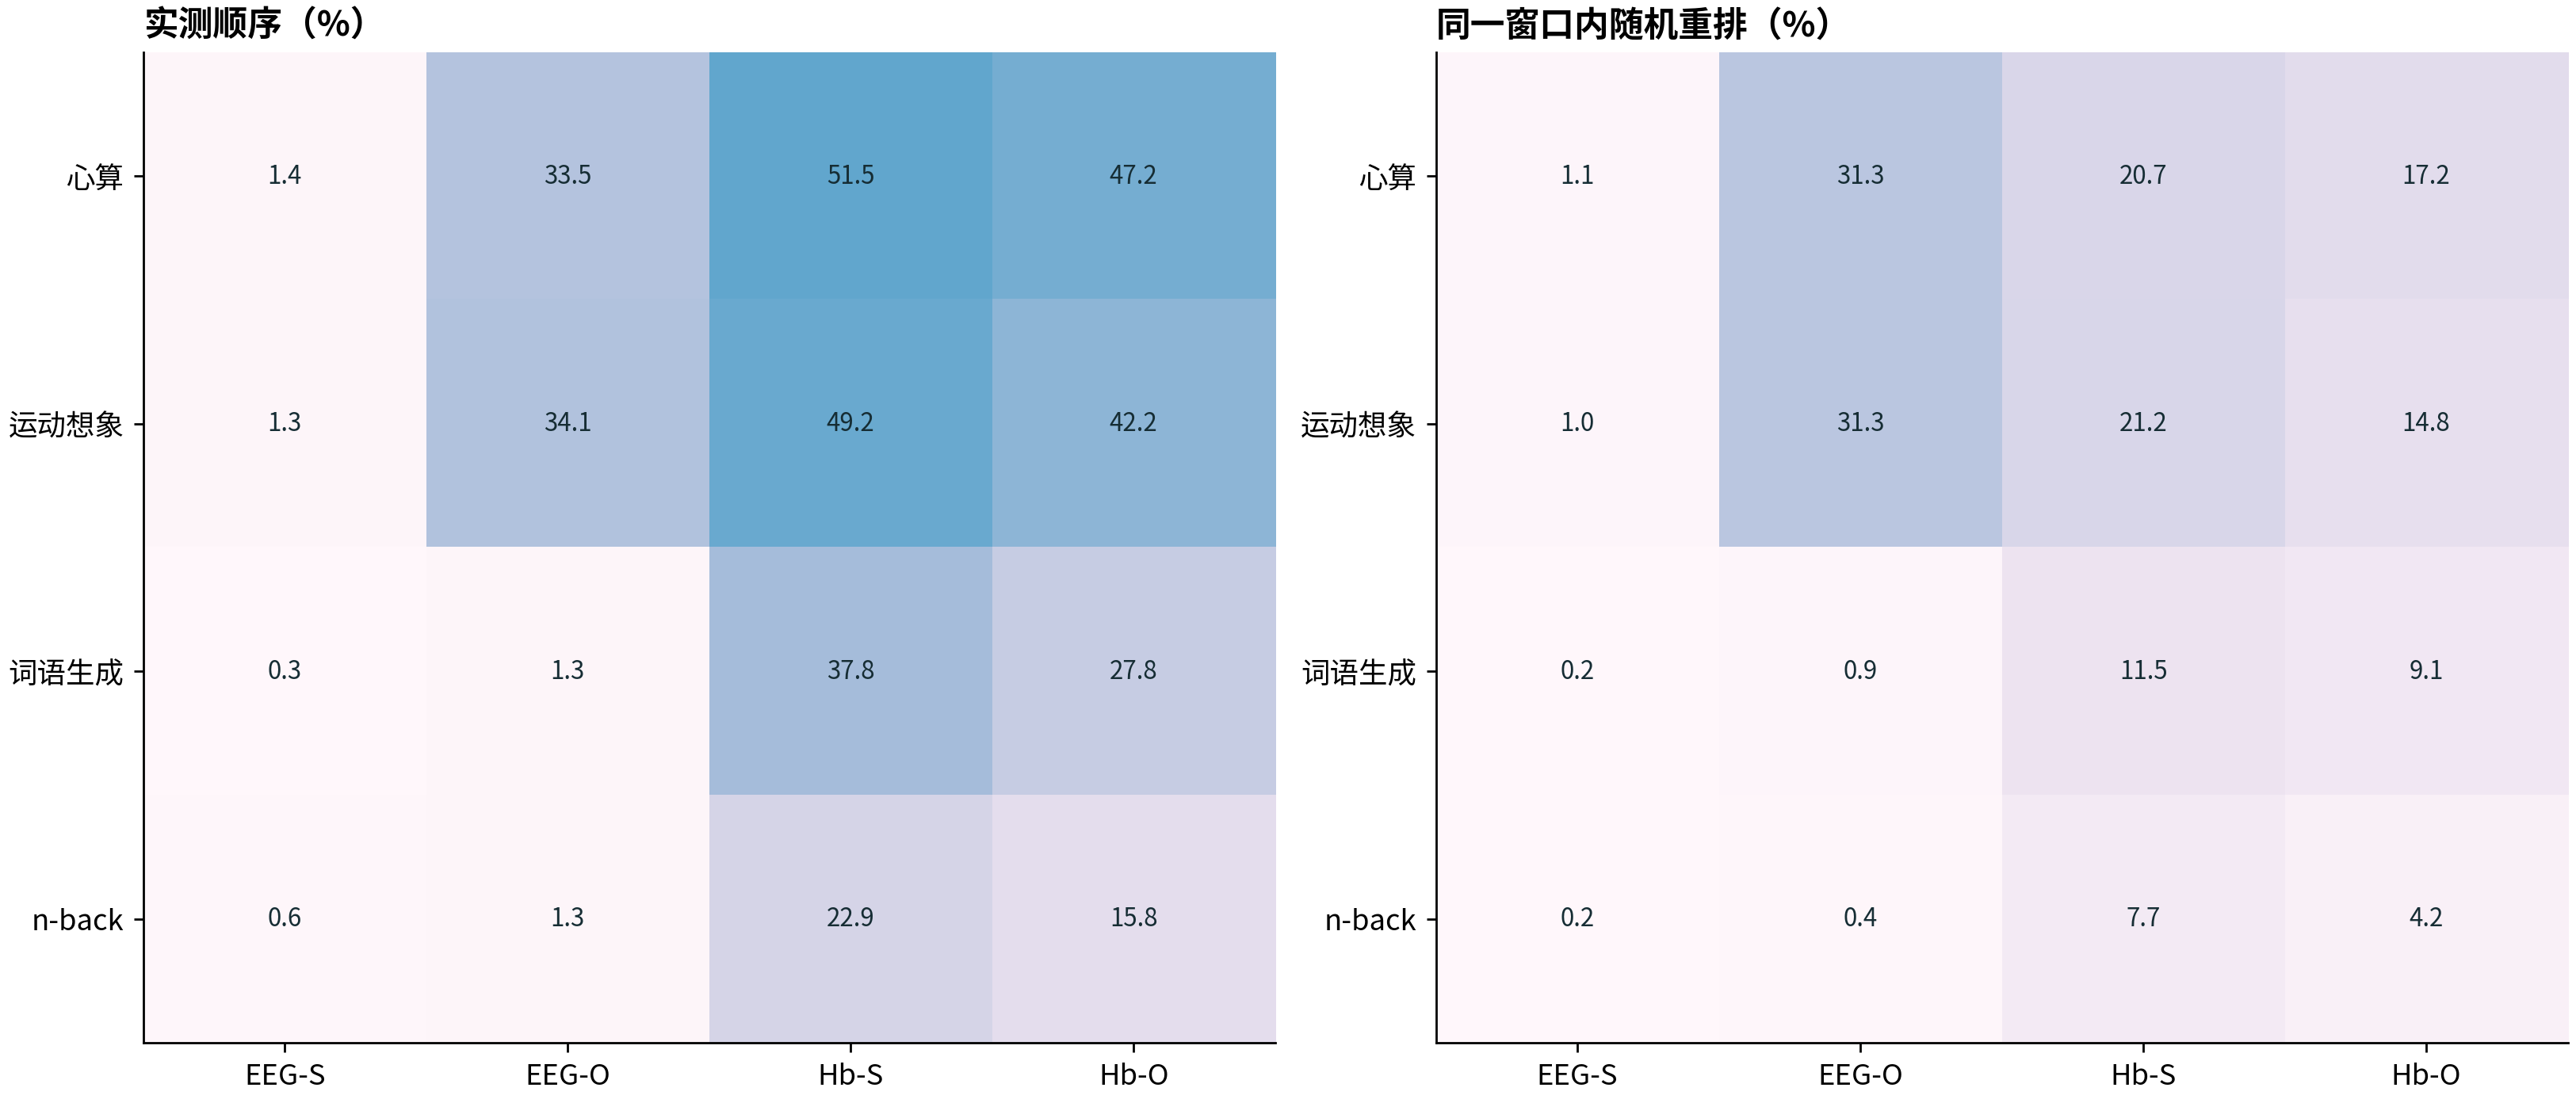 实测顺序（%）
心算 1.4 33.5 51.5 47.2
运动想象 1.3 34.1 49.2 42.2
词语生成 0.3 1.3 37.8 27.8
n-back 0.6 1.3 22.9 15.8
EEG-S EEG-O Hb-S Hb-O
同一窗口内随机重排（%）
心算 1.1 31.3 20.7 17.2
运动想象 1.0 31.3 21.2 14.8
词语生成 0.2 0.9 11.5 9.1
n-back 0.2 0.4 7.7 4.2
EEG-S EEG-O Hb-S Hb-O